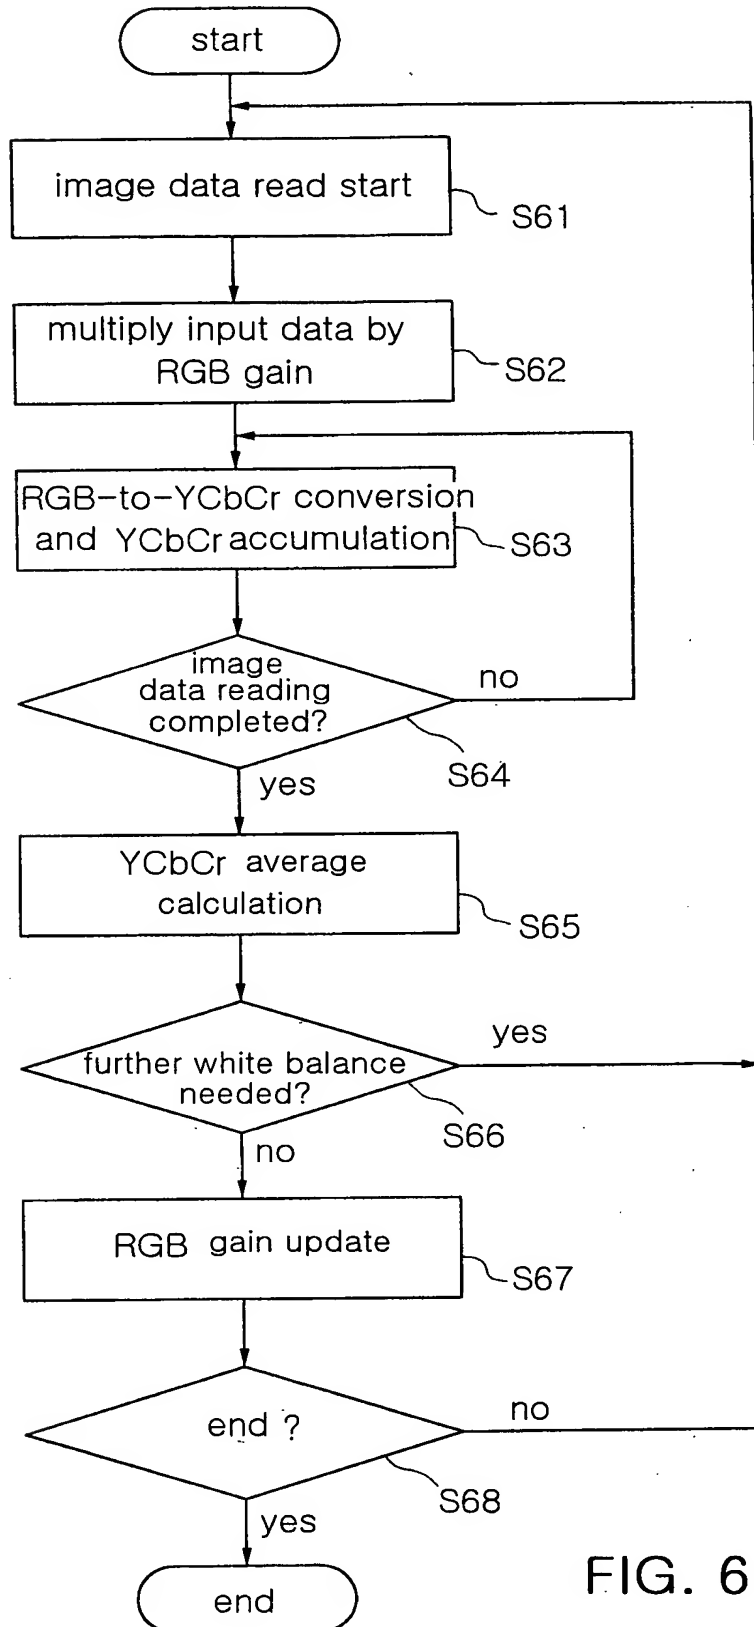 start
image data read start
S61
multiply input data by
RGB gain
S62
RGB-to-YCbCr conversion
and YCbCr accumulation
S63
image
data reading
completed?
no
S64
yes
YCbCr average
calculation
S65
further white balance
needed?
yes
S66
no
RGB gain update
S67
end ?
no
S68
yes
end
FIG. 6